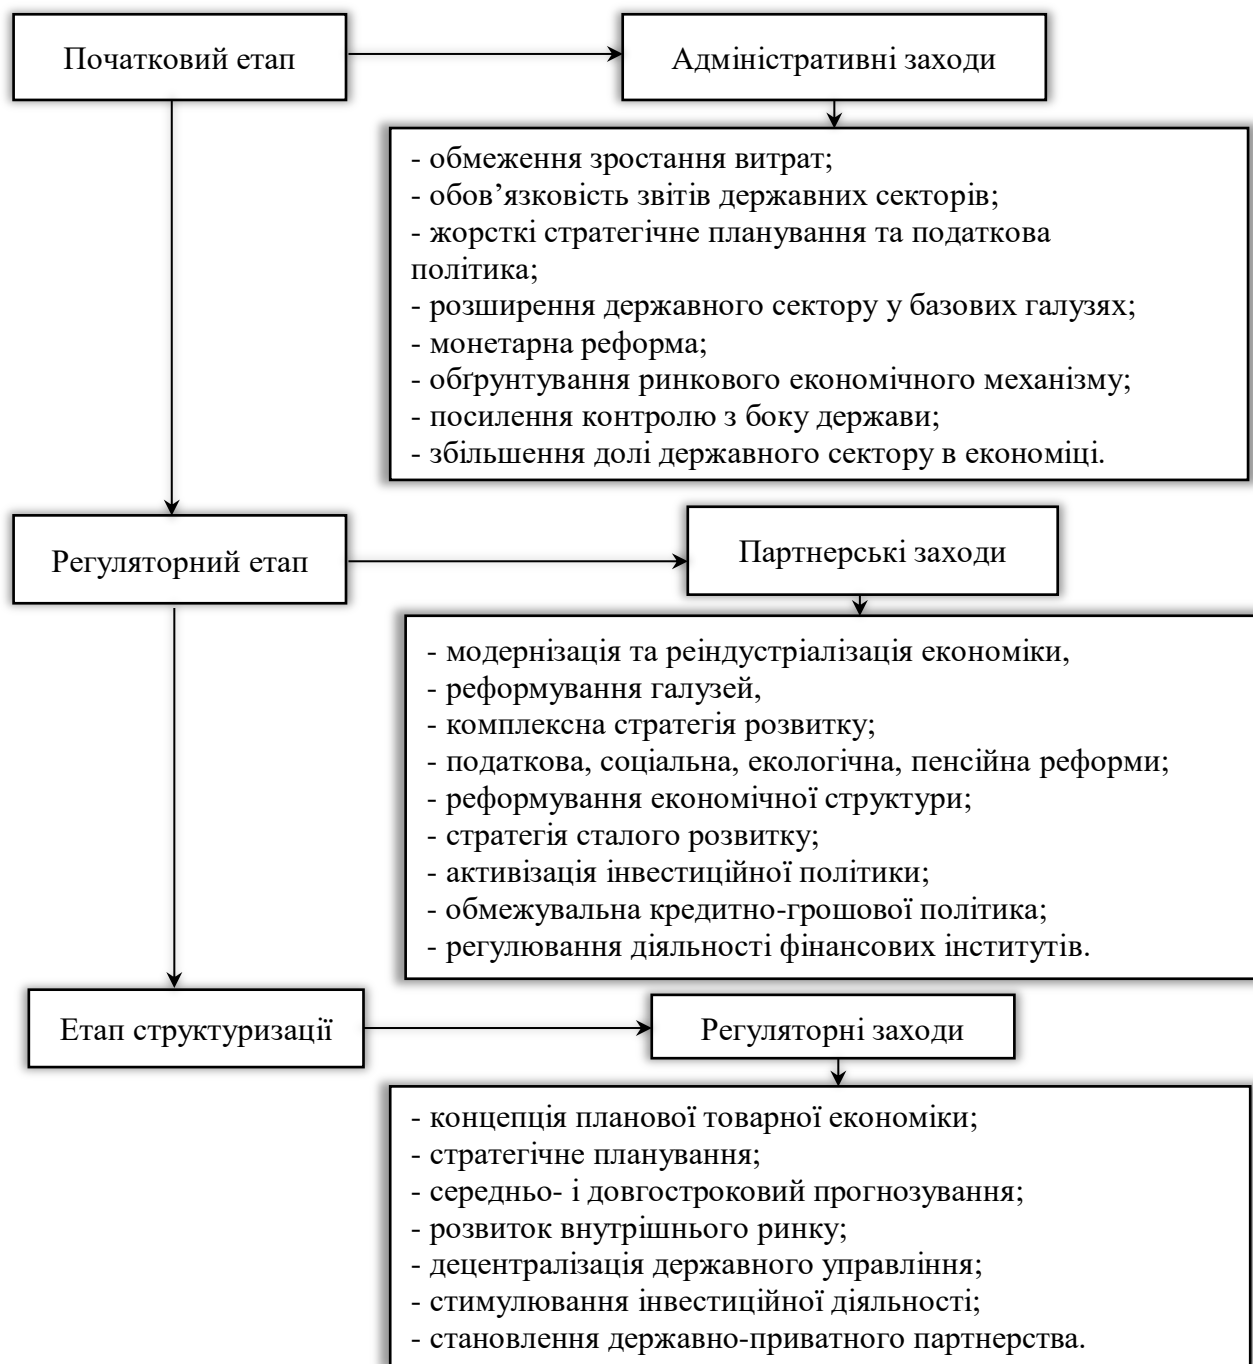 Початковий етап
Адміністративні заходи
- обмеження зростання витрат;
- обов’язковість звітів державних секторів;
- жорсткі стратегічне планування та податкова
політика;
- розширення державного сектору у базових галузях;
- монетарна реформа;
- обґрунтування ринкового економічного механізму;
- посилення контролю з боку держави;
- збільшення долі державного сектору в економіці.
Регуляторний етап
Партнерські заходи
- модернізація та реіндустріалізація економіки,
- реформування галузей,
- комплексна стратегія розвитку;
- податкова, соціальна, екологічна, пенсійна реформи;
- реформування економічної структури;
- стратегія сталого розвитку;
- активізація інвестиційної політики;
- обмежувальна кредитно-грошової політика;
- регулювання діяльності фінансових інститутів.
Етап структуризації
Регуляторні заходи
- концепція планової товарної економіки;
- стратегічне планування;
- середньо- і довгостроковий прогнозування;
- розвиток внутрішнього ринку;
- децентралізація державного управління;
- стимулювання інвестиційної діяльності;
- становлення державно-приватного партнерства.